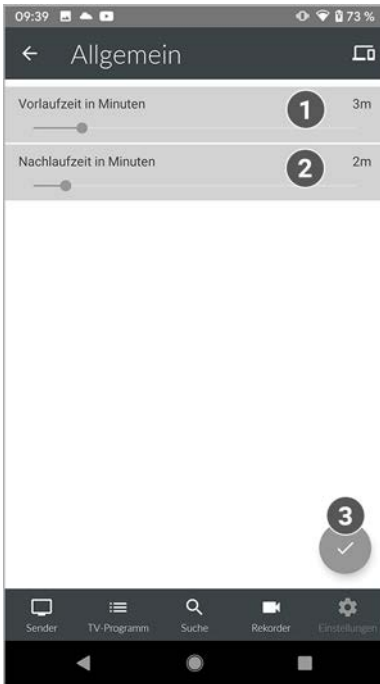 09:39 73 %
Allgemein
Vorlaufzeit in Minuten 1 3m
Nachlaufzeit in Minuten 2 2m
3
Sender TV-Programm Suche Rekorder Einstellungen